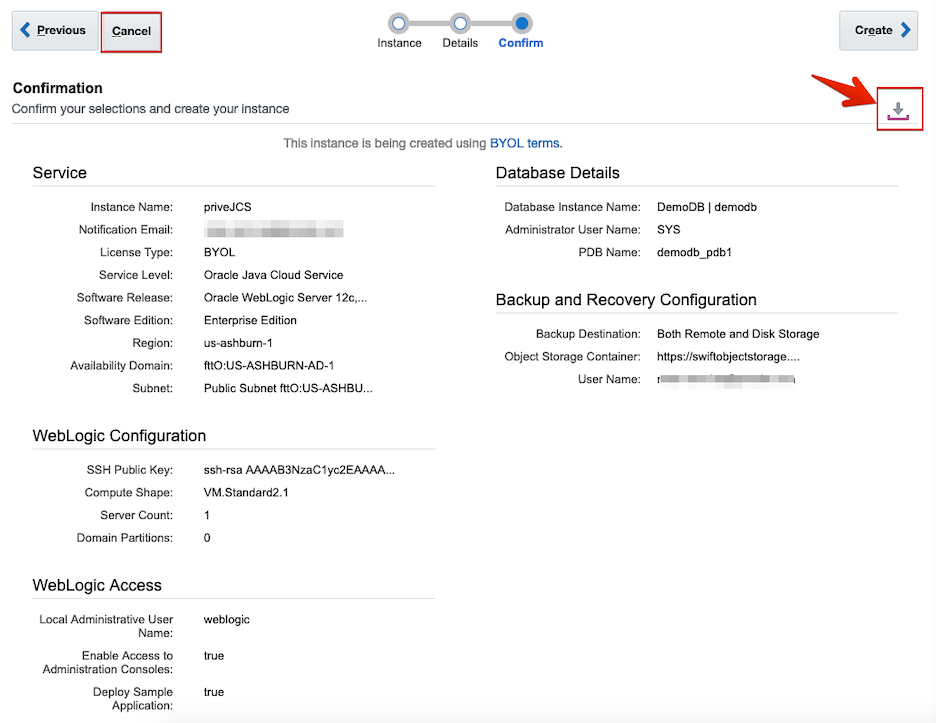 Previous
Cancel
Instance
Details
Confirm
Create
Confirmation
Confirm your selections and create your instance
This instance is being created using BYOL terms.
Service
Instance Name: priveJCS
Notification Email:
License Type: BYOL
Service Level: Oracle Java Cloud Service
Software Release: Oracle WebLogic Server 12c,...
Software Edition: Enterprise Edition
Region: us-ashburn-1
Availability Domain: fttO:US-ASHBURN-AD-1
Subnet: Public Subnet fttO:US-ASHBU...
WebLogic Configuration
SSH Public Key: ssh-rsa AAAAB3NzaC1yc2EAAAA...
Compute Shape: VM.Standard2.1
Server Count: 1
Domain Partitions: 0
WebLogic Access
Local Administrative User
Name:
weblogic
Enable Access to
Administration Consoles:
true
Deploy Sample
Application:
true
Database Details
Database Instance Name: DemoDB | demodb
Administrator User Name: SYS
PDB Name: demodb_pdb1
Backup and Recovery Configuration
Backup Destination: Both Remote and Disk Storage
Object Storage Container: https://swiftobjectstorage....
User Name: